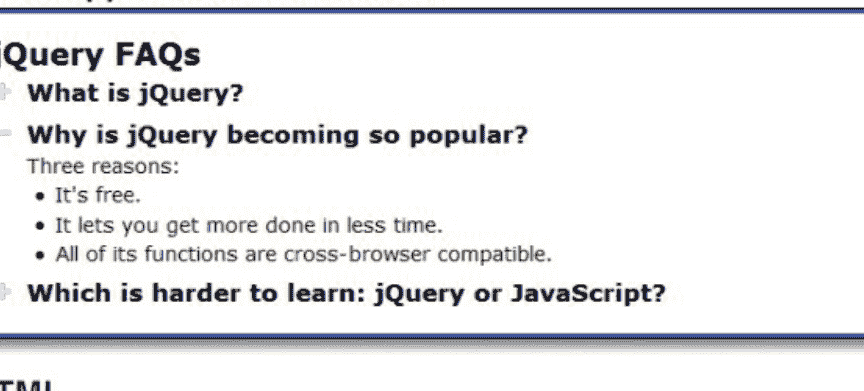 jQuery FAQs
What is jQuery?
Why is jQuery becoming so popular?
Three reasons:
• It's free.
• It lets you get more done in less time.
• All of its functions are cross-browser compatible.
Which is harder to learn: jQuery or JavaScript?